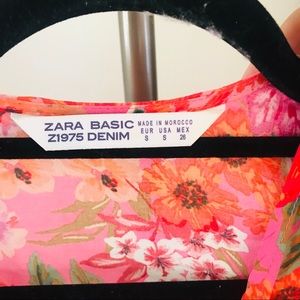 ZARA BASIC
Z1975 DENIM
MADE IN MOROCCO
EUR USA MEX
S S 26